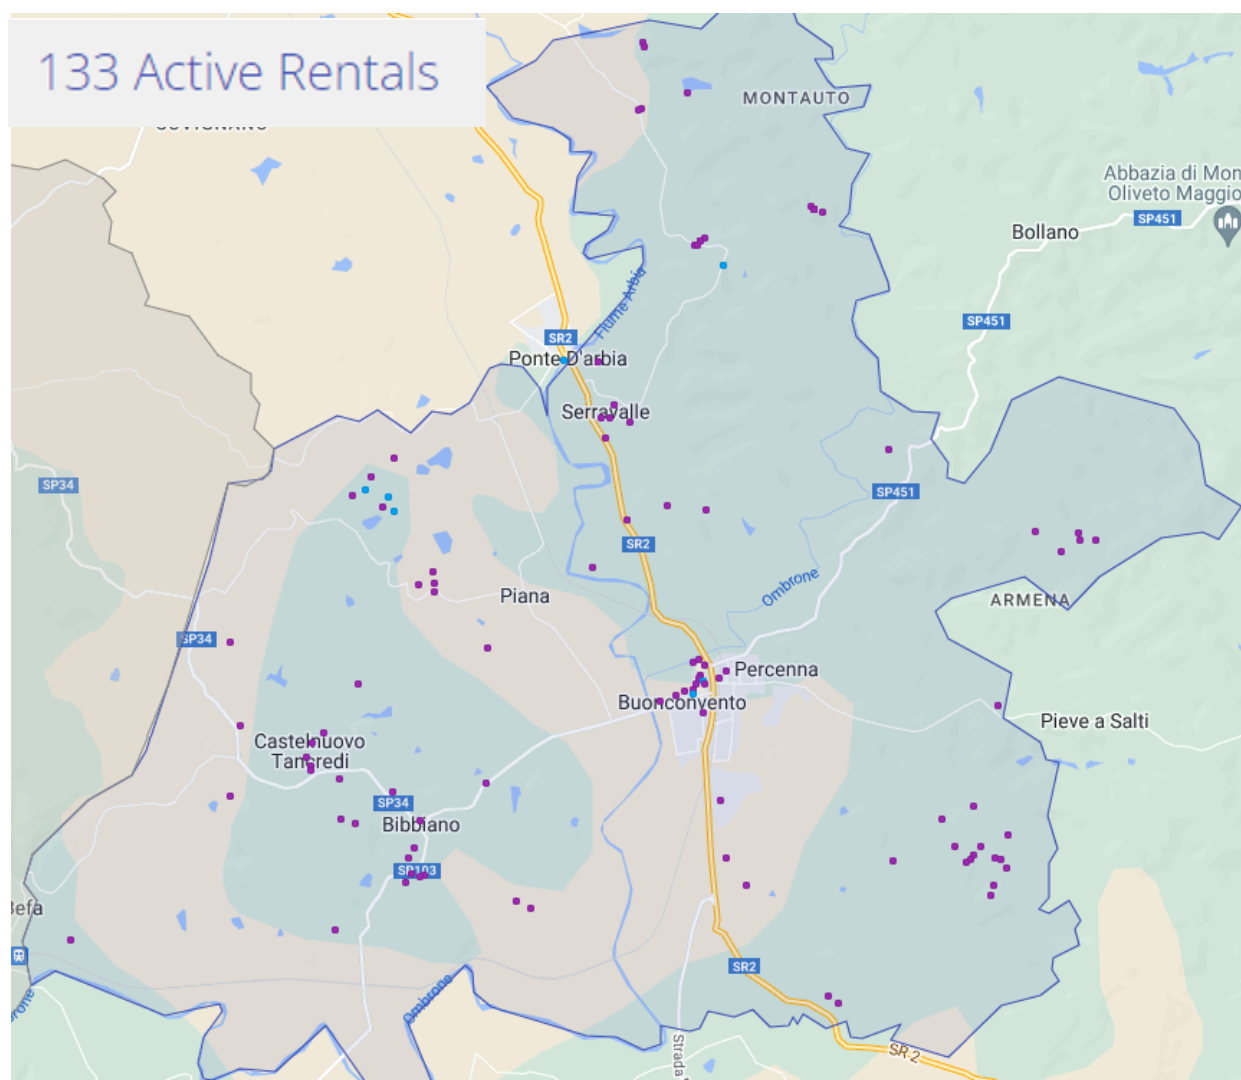 133 Active Rentals
MONTAUTO
Abbazia di Mon
Oliveto Maggio
SP451
Bollano
SP451
Fiume Arbia
SR2
Ponte D'arbia
Serravalle
SP34
SP451
SR2
Ombrone
Piana
ARMENA
SP34
Percenna
Buonconvento
Pieve a Salti
Castelnuovo
Tancredi
SP34
Bibbiano
SP103
Befa
SR2
Ombrone
Strada
SR-2